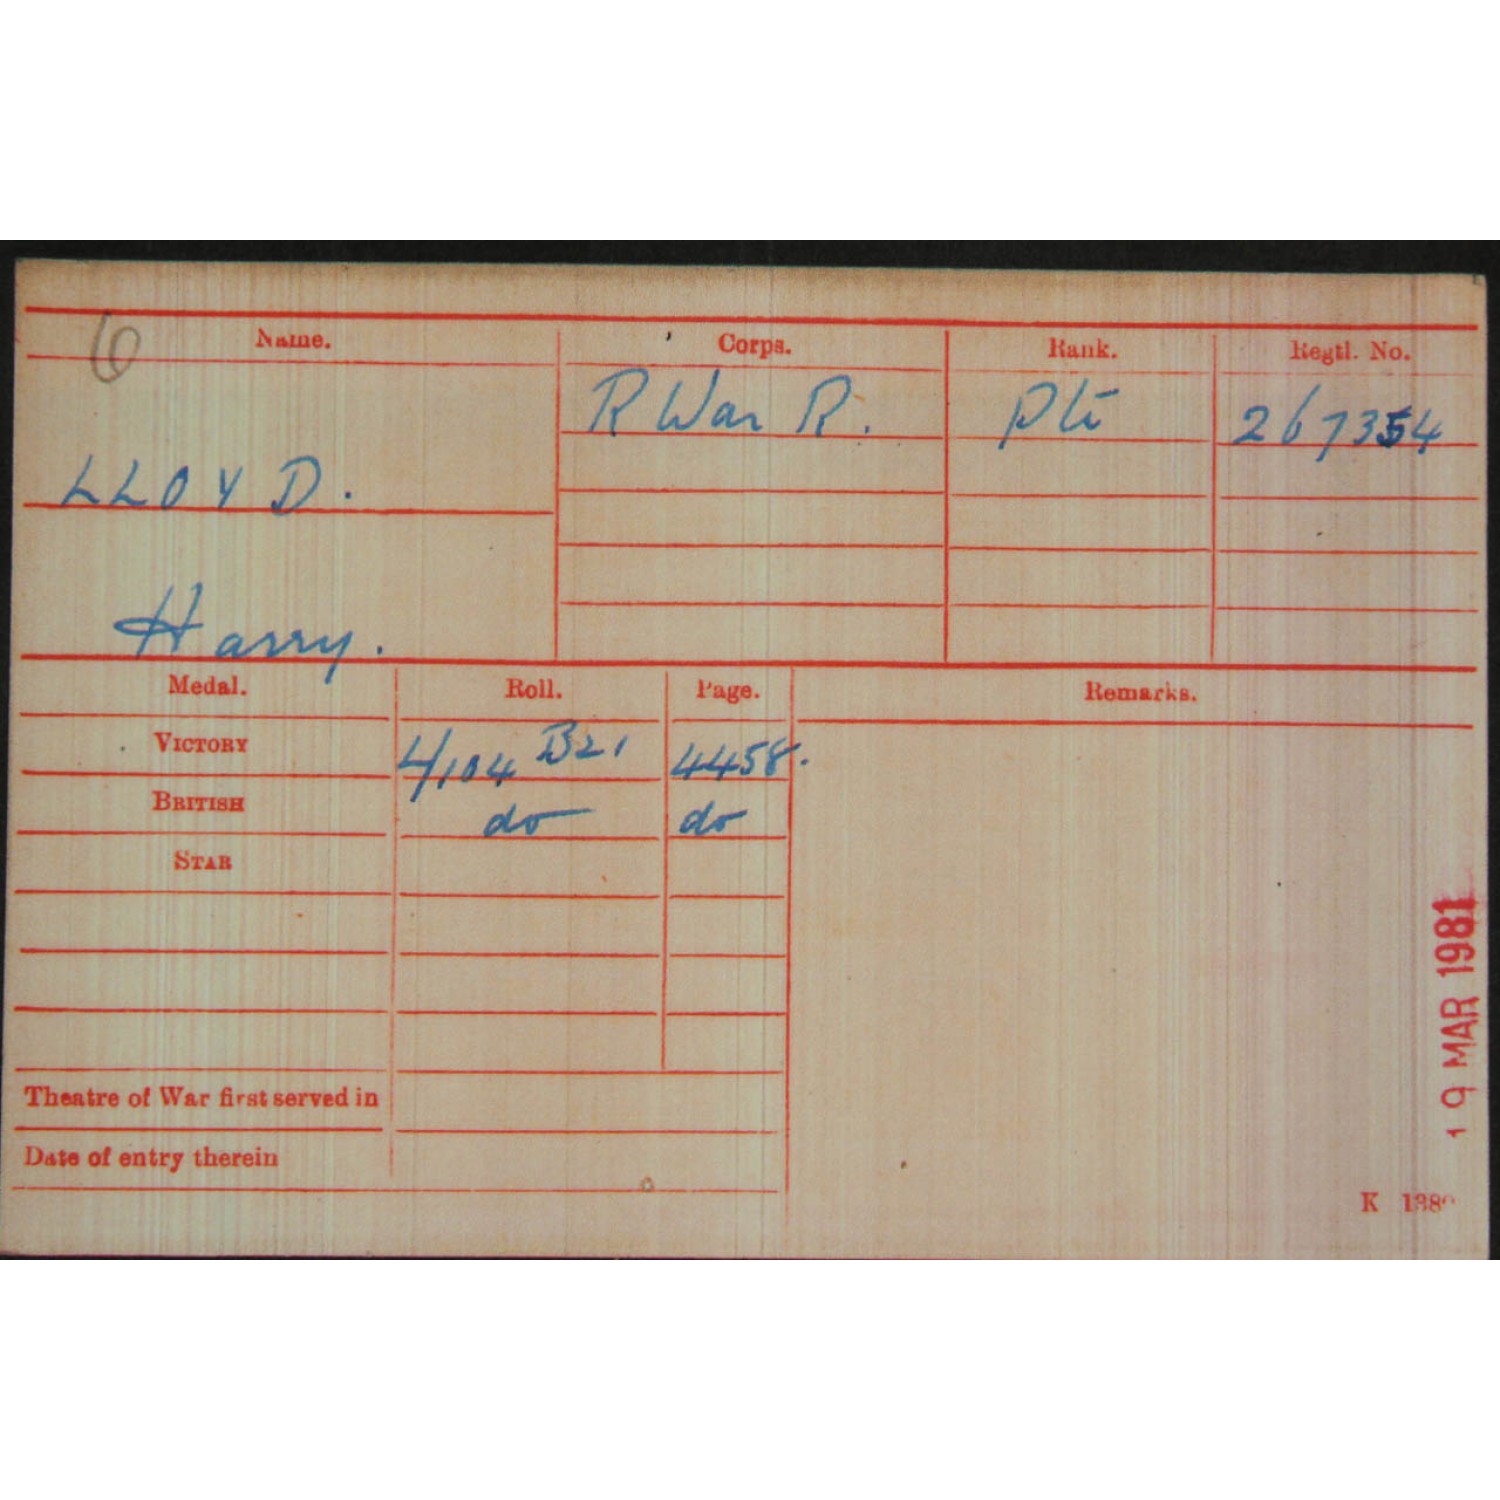 6
Name. Corps. Rank. Regtl. No.
R War R. Pte 267354
LLOYD.
Harry.
Medal. Roll. Page. Remarks.
VICTORY 4/104 B21 4458.
BRITISH do do
STAR
Theatre of War first served in
Date of entry therein
19 MAR 1981
K